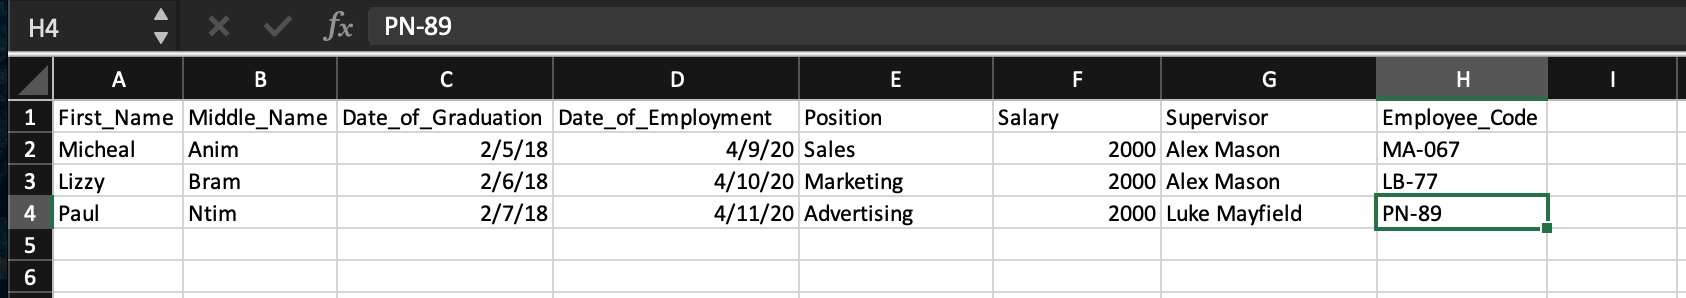 H4 fx PN-89
A B C D E F G H I
1 First_Name Middle_Name Date_of_Graduation Date_of_Employment Position Salary Supervisor Employee_Code
2 Micheal Anim 2/5/18 4/9/20 Sales 2000 Alex Mason MA-067
3 Lizzy Bram 2/6/18 4/10/20 Marketing 2000 Alex Mason LB-77
4 Paul Ntim 2/7/18 4/11/20 Advertising 2000 Luke Mayfield PN-89
5
6